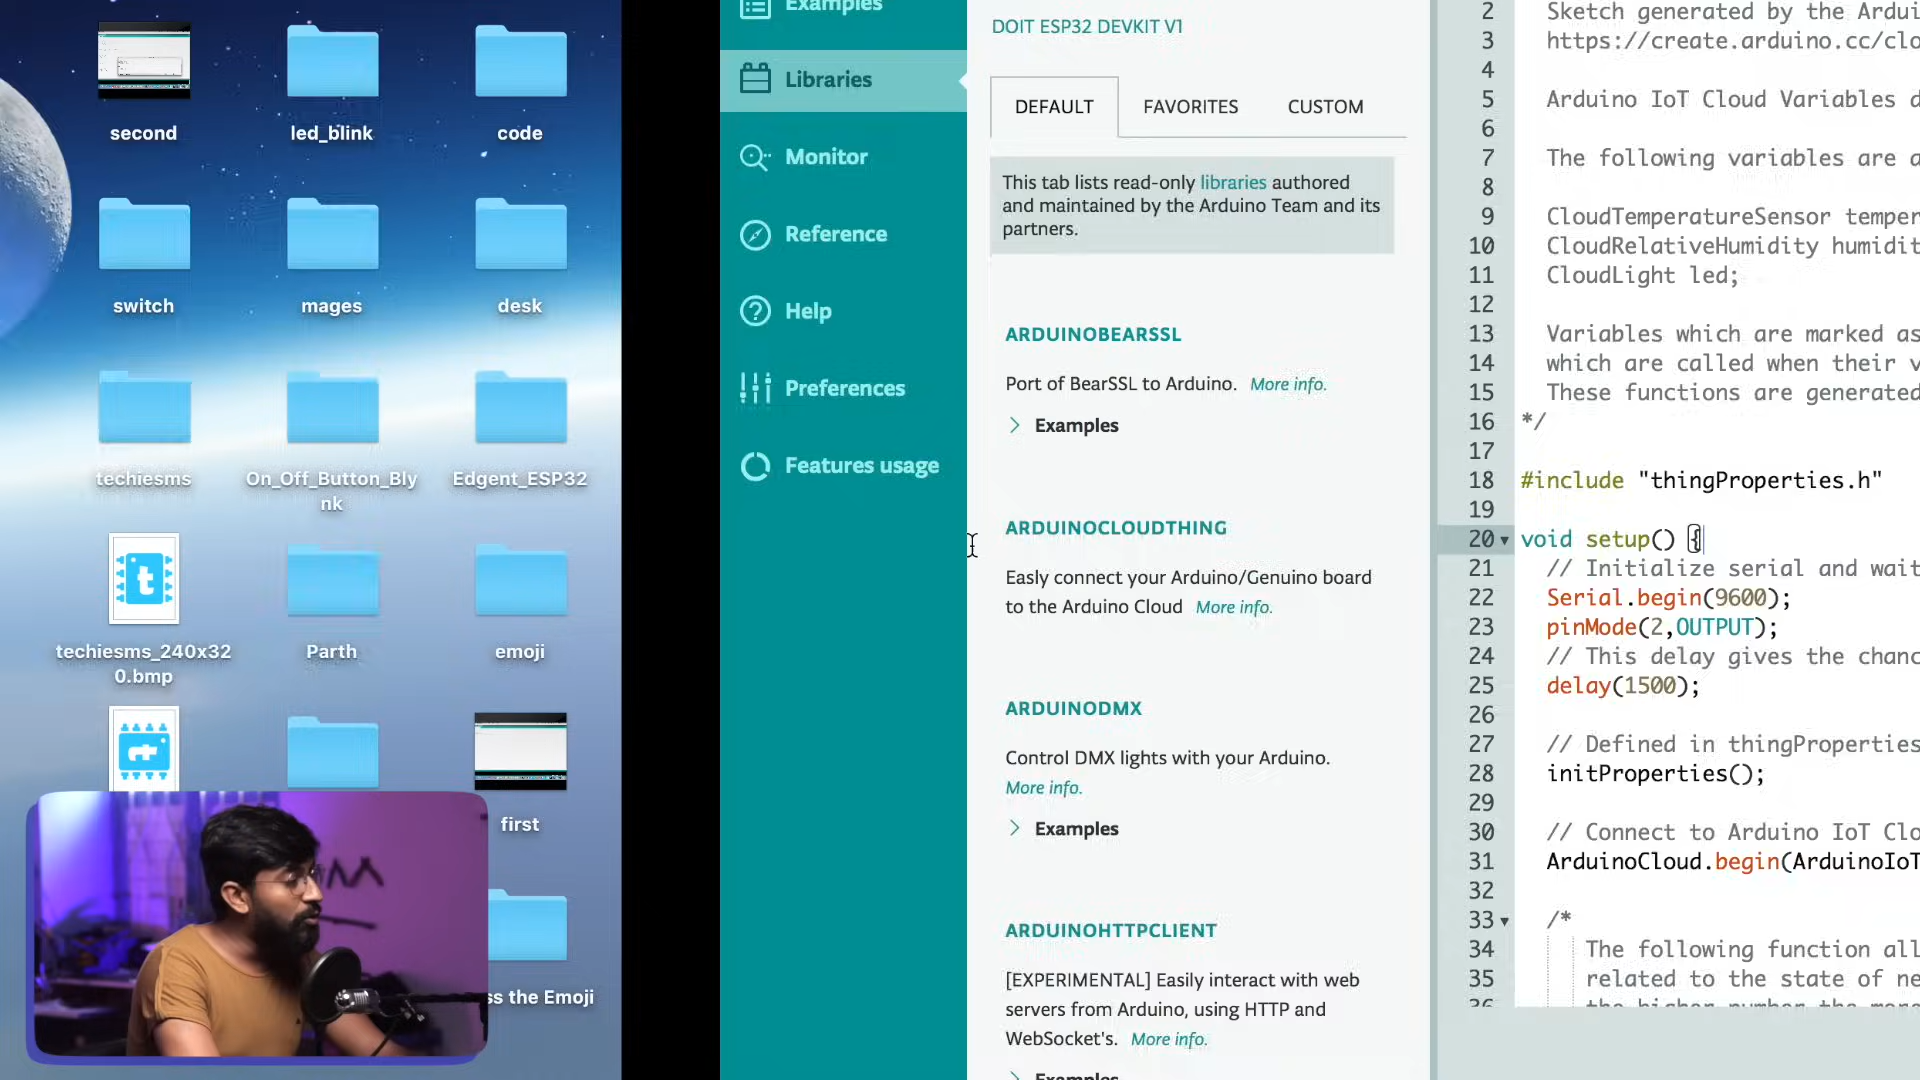 second
led_blink
code
switch
mages
desk
techiesms
On_Off_Button_Bly
nk
Edgent_ESP32
techiesms_240x32
0.bmp
Parth
emoji
first
ss the Emoji
Examples
Libraries
Monitor
Reference
Help
Preferences
Features usage
DOIT ESP32 DEVKIT V1
DEFAULT
FAVORITES
CUSTOM
This tab lists read-only libraries authored
and maintained by the Arduino Team and its
partners.
ARDUINOBEARSSL
Port of BearSSL to Arduino. More info.
Examples
ARDUINOCLOUDTHING
Easly connect your Arduino/Genuino board
to the Arduino Cloud More info.
ARDUINODMX
Control DMX lights with your Arduino.
More info.
Examples
ARDUINOHTTPCLIENT
[EXPERIMENTAL] Easily interact with web
servers from Arduino, using HTTP and
WebSocket's. More info.
Examples
2 Sketch generated by the Ardui
3 https://create.arduino.cc/clo
4
5 Arduino IoT Cloud Variables d
6
7 The following variables are a
8
9 CloudTemperatureSensor temper
10 CloudRelativeHumidity humidit
11 CloudLight led;
12
13 Variables which are marked as
14 which are called when their v
15 These functions are generated
16 */
17
18 #include "thingProperties.h"
19
20 void setup() {
21 // Initialize serial and wait
22 Serial.begin(9600);
23 pinMode(2,OUTPUT);
24 // This delay gives the chanc
25 delay(1500);
26
27 // Defined in thingProperties
28 initProperties();
29
30 // Connect to Arduino IoT Clo
31 ArduinoCloud.begin(ArduinoIoT
32
33 /*
34 The following function all
35 related to the state of ne
36 the higher number the more